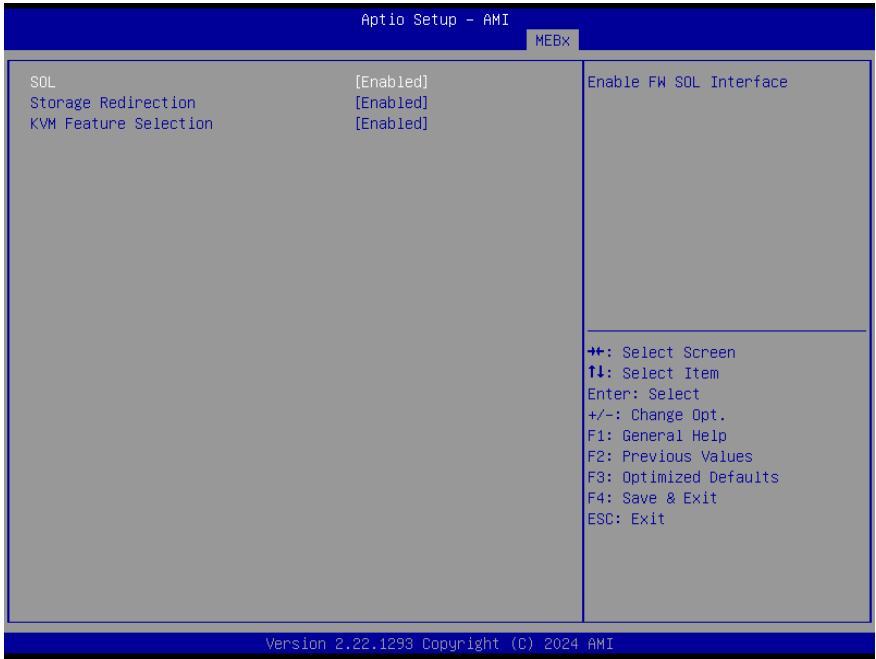 Aptio Setup – AMI
MEBx
SOL [Enabled]
Storage Redirection [Enabled]
KVM Feature Selection [Enabled]
Enable FW SOL Interface
→←: Select Screen
↑↓: Select Item
Enter: Select
+/-: Change Opt.
F1: General Help
F2: Previous Values
F3: Optimized Defaults
F4: Save & Exit
ESC: Exit
Version 2.22.1293 Copyright (C) 2024 AMI